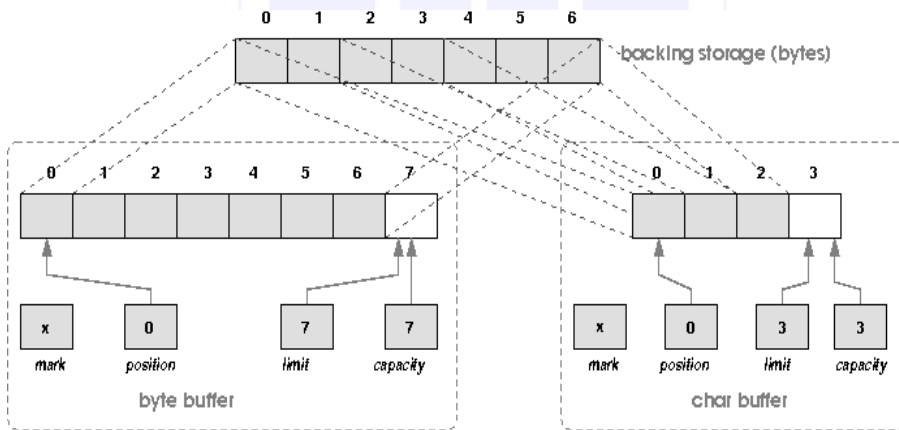 0 1 2 3 4 5 6
backing storage (bytes)
0 1 2 3 4 5 6 7
0 1 2 3
x 0 7 7
mark position limit capacity
byte buffer
x 0 3 3
mark position limit capacity
char buffer